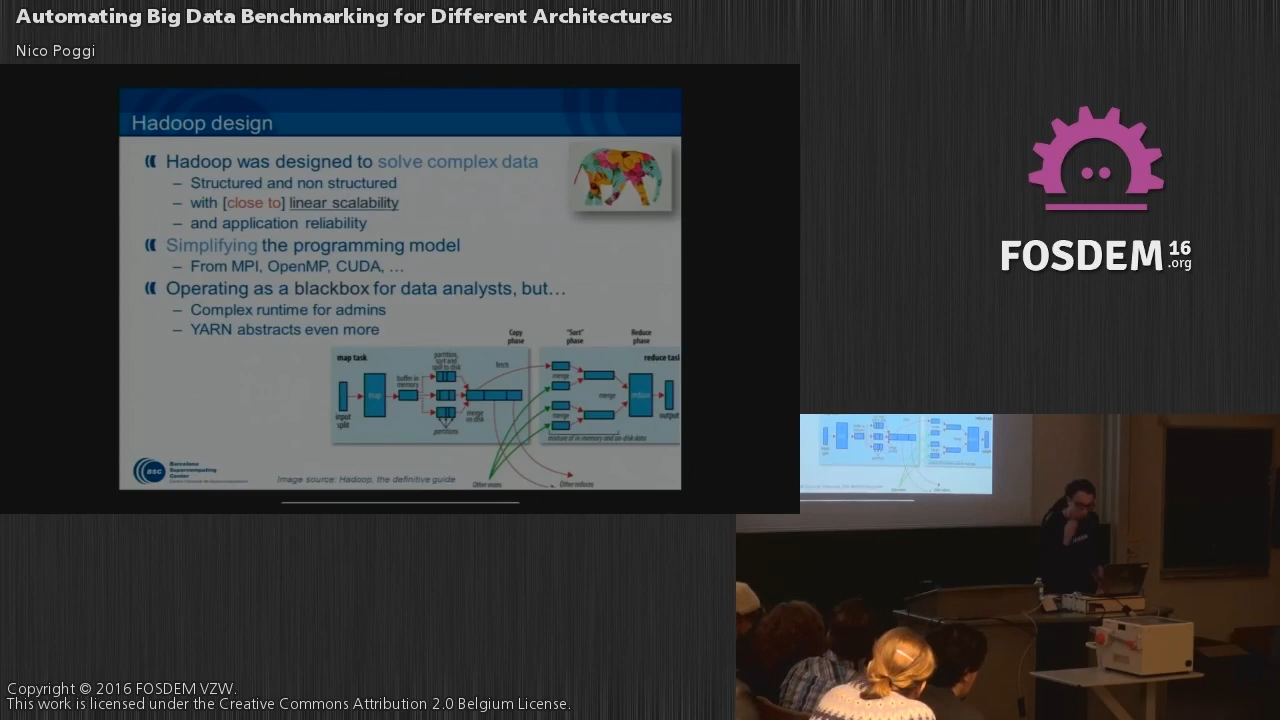 Automating Big Data Benchmarking for Different Architectures
Nico Poggi
Hadoop design
Hadoop was designed to solve complex data
– Structured and non structured
– with [close to] linear scalability
– and application reliability
Simplifying the programming model
– From MPI, OpenMP, CUDA, …
Operating as a blackbox for data analysts, but…
– Complex runtime for admins
– YARN abstracts even more
Copy phase
"Sort" phase
Reduce phase
map task
partition, sort and spill to disk
fetch
reduce task
buffer in memory
map
merge
merge
reduce
input split
merge on disk
merge
output
partitions
mixture of in-memory and on-disk data
BSC
Barcelona
Supercomputing
Center
Image source: Hadoop, the definitive guide
Other maps
Other reduces
FOSDEM 16
.org
Copyright © 2016 FOSDEM VZW.
This work is licensed under the Creative Commons Attribution 2.0 Belgium License.